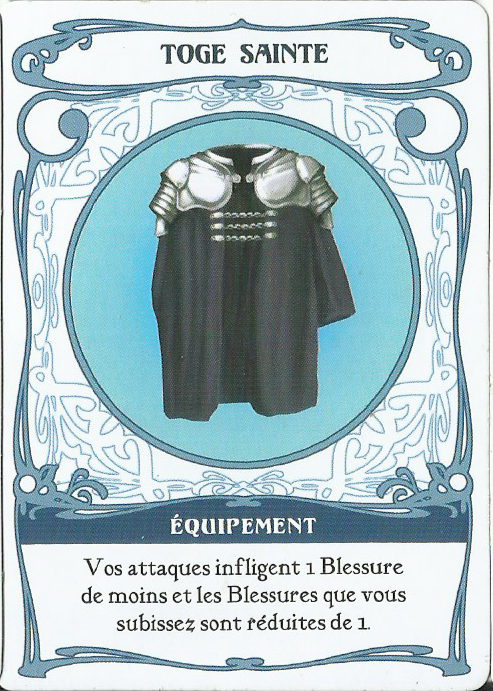 TOGE SAINTE
ÉQUIPEMENT
Vos attaques infligent 1 Blessure
de moins et les Blessures que vous
subissez sont réduites de 1.